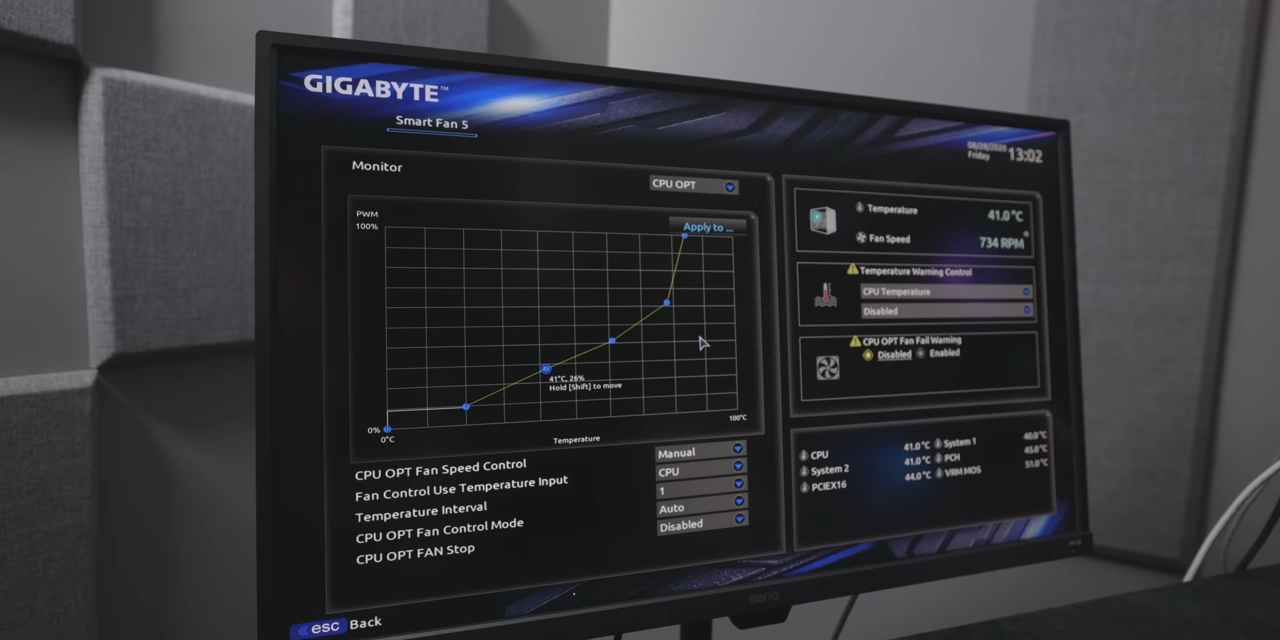 GIGABYTE™
Smart Fan 5
08/28/2020
Friday
13:02
Monitor
CPU OPT
PWM
100%
Apply to ...
41°C, 26%
Hold [Shift] to move
0%
0°C
100°C
Temperature
CPU OPT Fan Speed Control
Manual
Fan Control Use Temperature Input
CPU
Temperature Interval
1
CPU OPT Fan Control Mode
Auto
CPU OPT FAN Stop
Disabled
Temperature
41.0°C
Fan Speed
734 RPM
Temperature Warning Control
CPU Temperature
Disabled
CPU OPT Fan Fail Warning
Disabled Enabled
CPU 41.0°C System 1 40.0°C
System 2 41.0°C PCH 45.0°C
PCIEX16 44.0°C VRM MOS 51.0°C
esc Back
BenQ